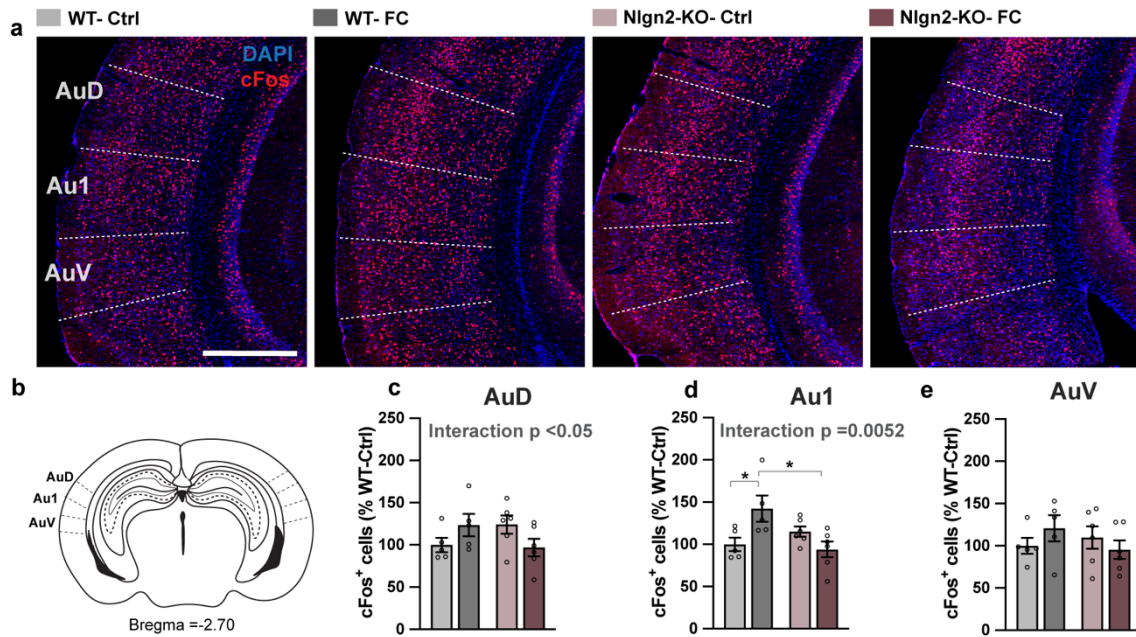 WT- Ctrl
WT- FC
Nlgn2-KO- Ctrl
Nlgn2-KO- FC
a
DAPI
cFos
AuD
Au1
AuV
b
AuD
Au1
AuV
Bregma =-2.70
c
AuD
Interaction p <0.05
cFos⁺ cells (% WT-Ctrl)
250
200
150
100
50
0
d
Au1
Interaction p =0.0052
* *
cFos⁺ cells (% WT-Ctrl)
250
200
150
100
50
0
e
AuV
cFos⁺ cells (% WT-Ctrl)
250
200
150
100
50
0